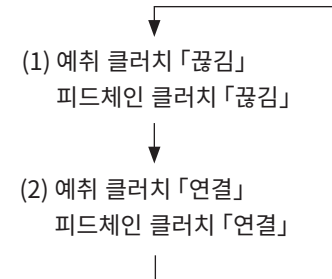 (1) 예취 클러치 「끊김」
피드체인 클러치 「끊김」
(2) 예취 클러치 「연결」
피드체인 클러치 「연결」